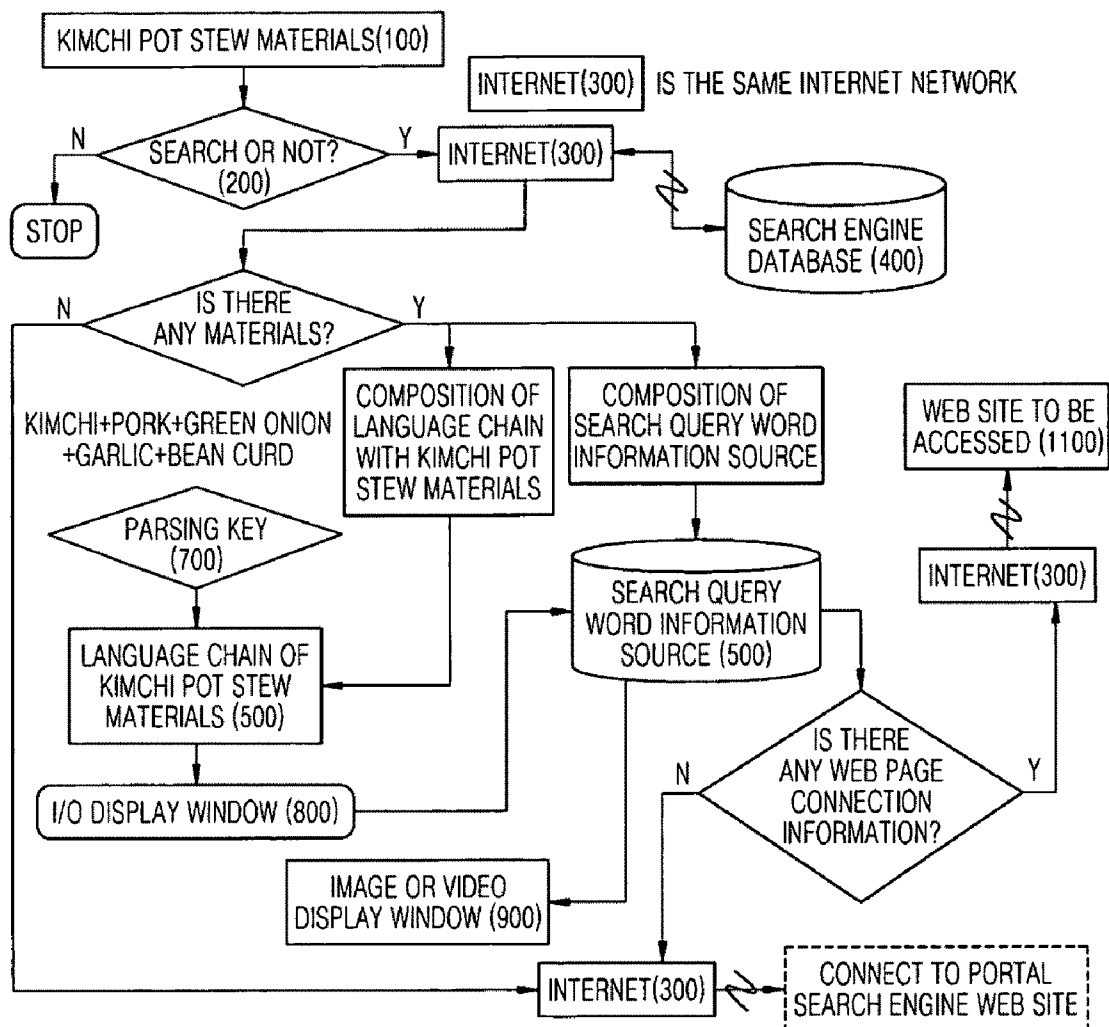 KIMCHI POT STEW MATERIALS(100)
INTERNET(300) IS THE SAME INTERNET NETWORK
N
SEARCH OR NOT?
(200)
Y
INTERNET(300)
STOP
SEARCH ENGINE
DATABASE (400)
N
IS THERE
ANY MATERIALS?
Y
KIMCHI+PORK+GREEN ONION
+GARLIC+BEAN CURD
COMPOSITION OF
LANGUAGE CHAIN
WITH KIMCHI POT
STEW MATERIALS
COMPOSITION OF
SEARCH QUERY WORD
INFORMATION SOURCE
WEB SITE TO BE
ACCESSED (1100)
PARSING KEY
(700)
INTERNET(300)
SEARCH QUERY
WORD INFORMATION
SOURCE (500)
LANGUAGE CHAIN OF
KIMCHI POT STEW
MATERIALS (500)
IS THERE
ANY WEB PAGE
CONNECTION
INFORMATION?
N
Y
I/O DISPLAY WINDOW (800)
IMAGE OR VIDEO
DISPLAY WINDOW (900)
INTERNET(300)
CONNECT TO PORTAL
SEARCH ENGINE WEB SITE